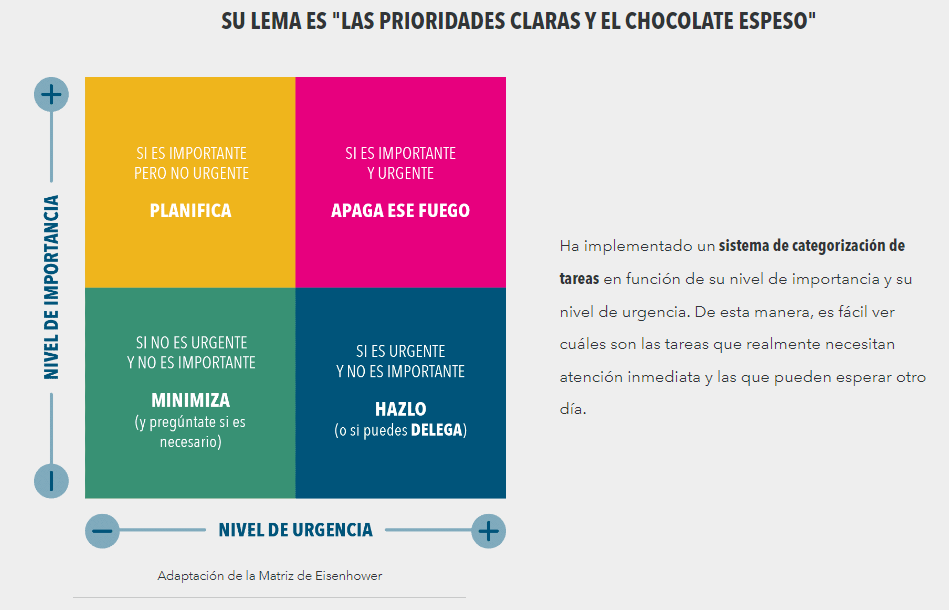 SU LEMA ES "LAS PRIORIDADES CLARAS Y EL CHOCOLATE ESPESO"
NIVEL DE IMPORTANCIA
SI ES IMPORTANTE
PERO NO URGENTE
PLANIFICA
SI ES IMPORTANTE
Y URGENTE
APAGA ESE FUEGO
SI NO ES URGENTE
Y NO ES IMPORTANTE
MINIMIZA
(y pregúntate si es
necesario)
SI ES URGENTE
Y NO ES IMPORTANTE
HAZLO
(o si puedes DELEGA)
NIVEL DE URGENCIA
Adaptación de la Matriz de Eisenhower
Ha implementado un sistema de categorización de
tareas en función de su nivel de importancia y su
nivel de urgencia. De esta manera, es fácil ver
cuáles son las tareas que realmente necesitan
atención inmediata y las que pueden esperar otro
día.